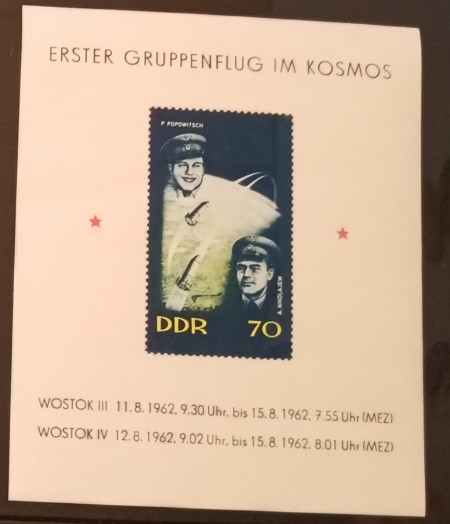 ERSTER GRUPPENFLUG IM KOSMOS
P. POPOWITSCH
A. NIKOLAJEW
DDR 70
WOSTOK III 11.8.1962, 9.30 Uhr, bis 15.8.1962, 7.55 Uhr (MEZ)
WOSTOK IV 12.8.1962, 9.02 Uhr, bis 15.8.1962, 8.01 Uhr (MEZ)